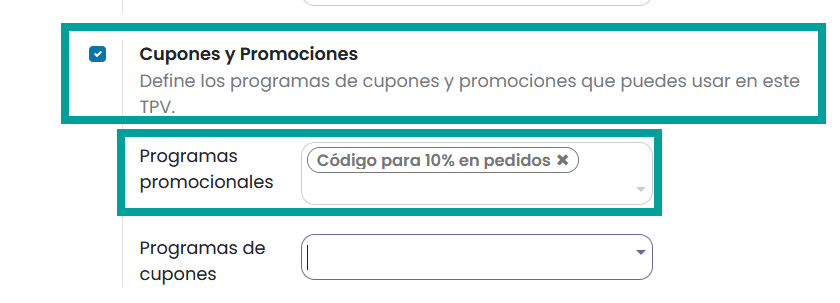 Cupones y Promociones
Define los programas de cupones y promociones que puedes usar en este
TPV.
Programas
promocionales
Código para 10% en pedidos ✖
Programas de
cupones